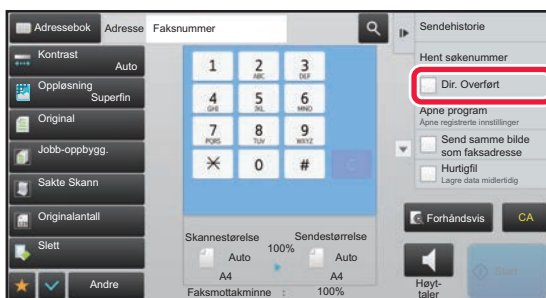 Adressebok
Adresse
Faksnummer
Kontrast
Auto
Oppløsning
Superfin
Original
Jobb-oppbygg.
Sakte Skann
Originalantall
Slett
Andre
1
2
ABC
3
DEF
4
GHI
5
JKL
6
MNO
7
PQRS
8
TUV
9
WXYZ
0
#
C
Skannestørelse
100%
Sendestørrelse
Auto
Auto
A4
A4
Faksmottakminne : 100%
Sendehistorie
Hent søkenummer
Dir. Overført
Åpne program
Åpne registrerte innstillinger
Send samme bilde
som faksadresse
Hurtigfil
Lagre data midlertidig
Forhåndsvis
CA
Høyt-
taler
Start